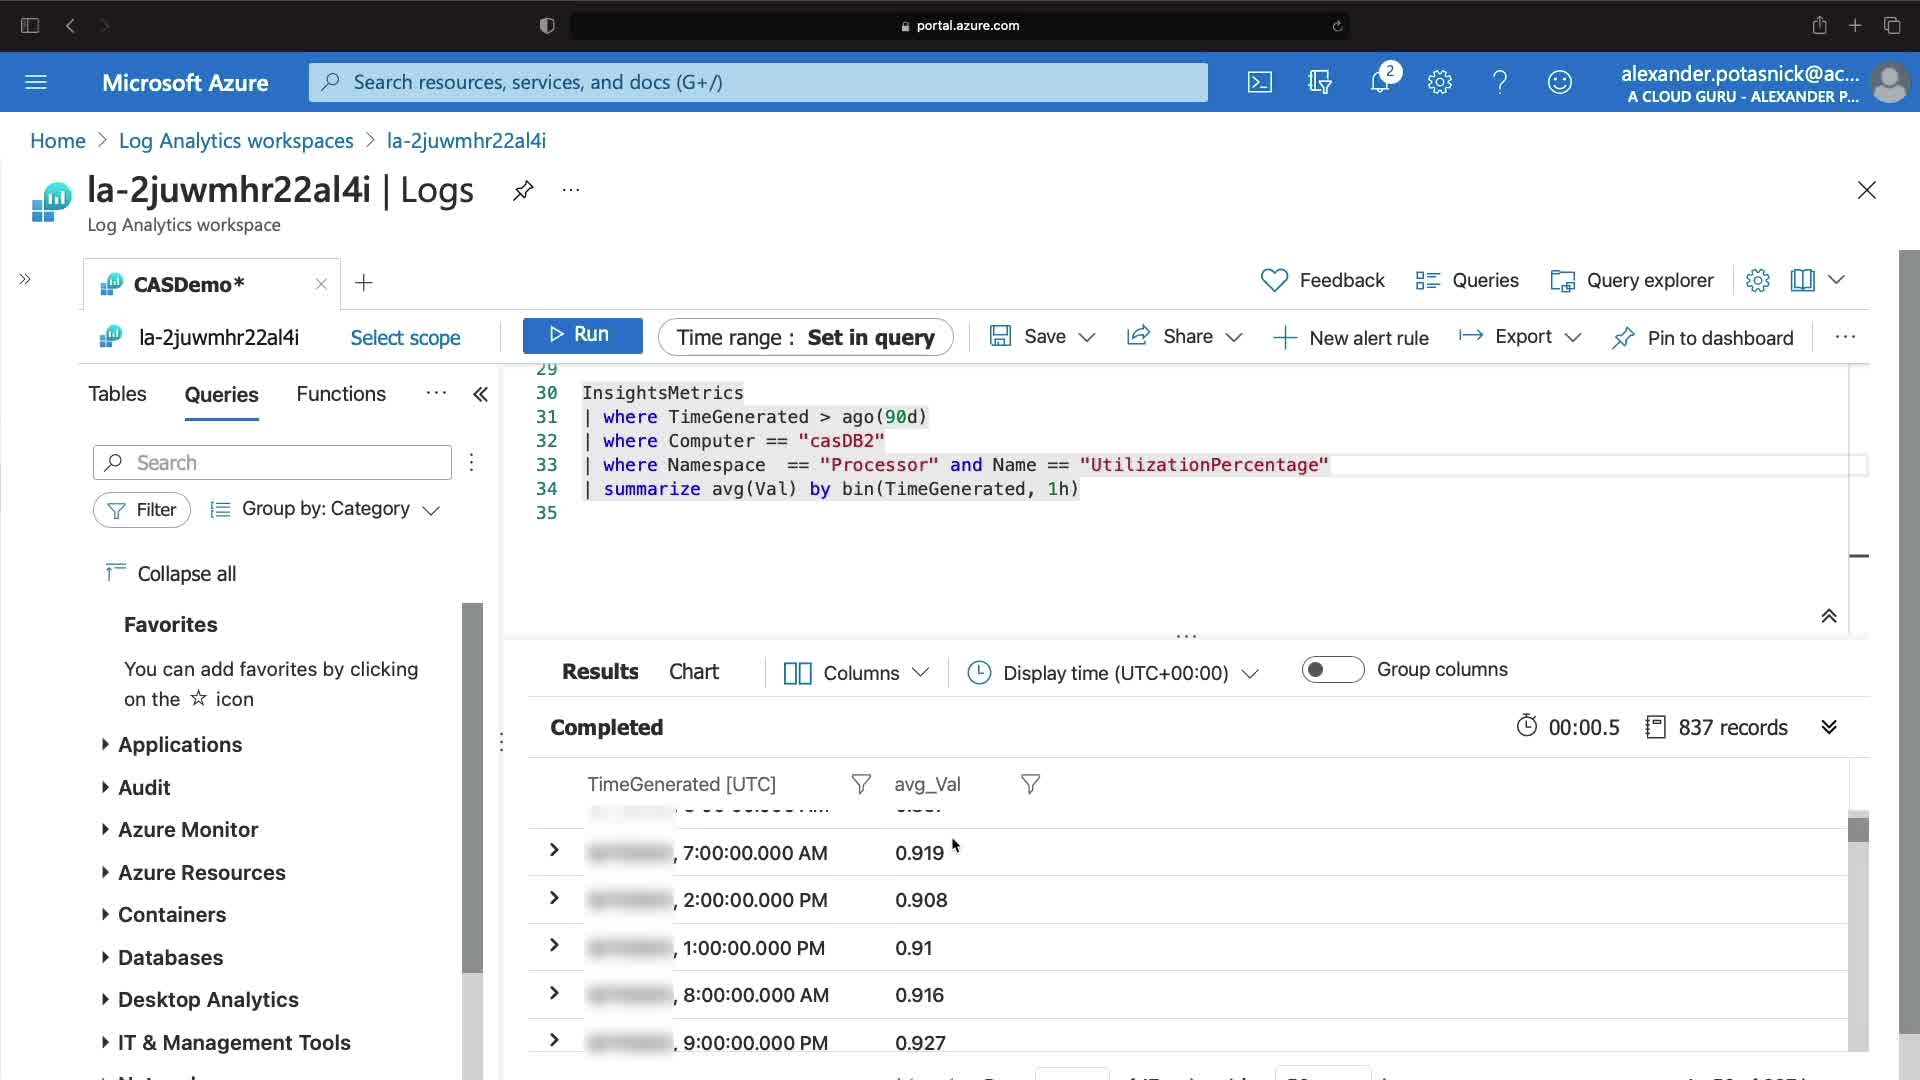 portal.azure.com
Microsoft Azure
Search resources, services, and docs (G+/)
2
alexander.potasnick@ac...
A CLOUD GURU - ALEXANDER P...
Home > Log Analytics workspaces > la-2juwmhr22al4i
la-2juwmhr22al4i | Logs
Log Analytics workspace
CASDemo*
Feedback
Queries
Query explorer
la-2juwmhr22al4i
Select scope
Run
Time range : Set in query
Save
Share
New alert rule
Export
Pin to dashboard
Tables
Queries
Functions
Search
Filter
Group by: Category
Collapse all
Favorites
You can add favorites by clicking
on the ☆ icon
Applications
Audit
Azure Monitor
Azure Resources
Containers
Databases
Desktop Analytics
IT & Management Tools
29
30 InsightsMetrics
31 | where TimeGenerated > ago(90d)
32 | where Computer == "casDB2"
33 | where Namespace  == "Processor" and Name == "UtilizationPercentage"
34 | summarize avg(Val) by bin(TimeGenerated, 1h)
35
Results
Chart
Columns
Display time (UTC+00:00)
Group columns
Completed
00:00.5
837 records
TimeGenerated [UTC]
avg_Val
, 7:00:00.000 AM 0.919
, 2:00:00.000 PM 0.908
, 1:00:00.000 PM 0.91
, 8:00:00.000 AM 0.916
, 9:00:00.000 PM 0.927